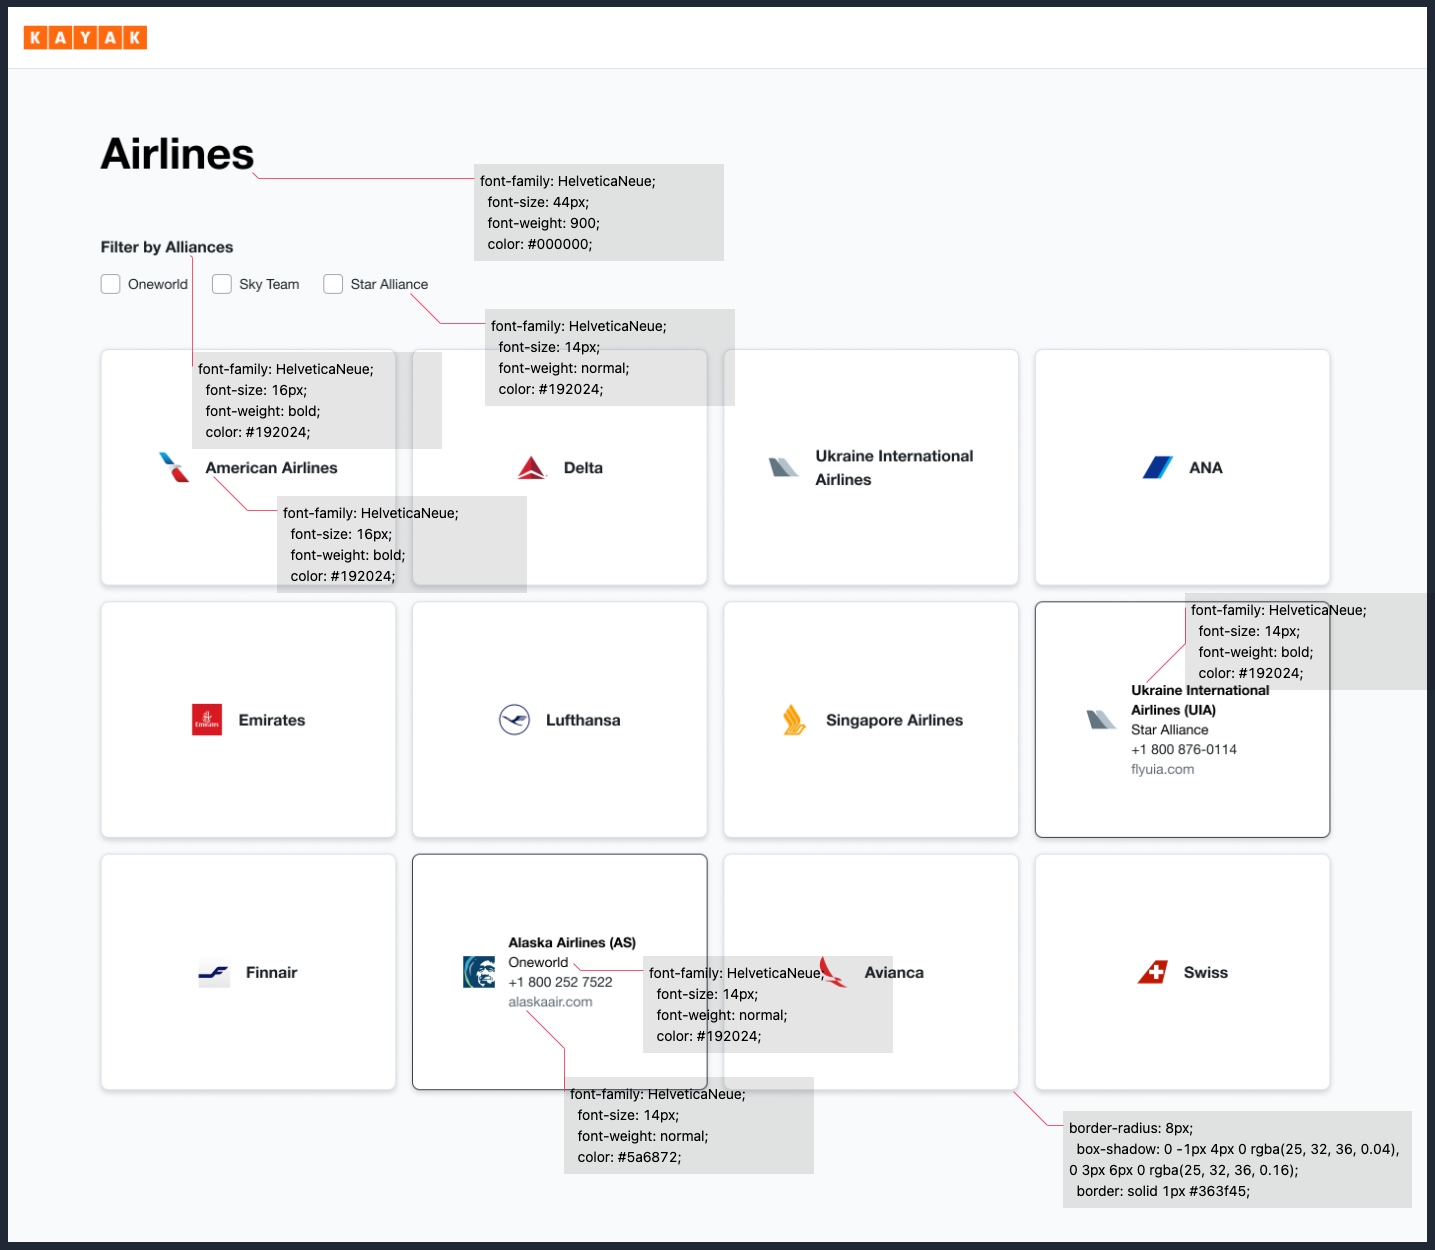 KAYAK
Airlines
font-family: HelveticaNeue;
font-size: 44px;
font-weight: 900;
color: #000000;
Filter by Alliances
Oneworld
Sky Team
Star Alliance
font-family: HelveticaNeue;
font-size: 14px;
font-weight: normal;
color: #192024;
font-family: HelveticaNeue;
font-size: 16px;
font-weight: bold;
color: #192024;
American Airlines
Delta
Ukraine International
Airlines
ANA
font-family: HelveticaNeue;
font-size: 16px;
font-weight: bold;
color: #192024;
Emirates
Emirates
Lufthansa
Singapore Airlines
font-family: HelveticaNeue;
font-size: 14px;
font-weight: bold;
color: #192024;
Ukraine International
Airlines (UIA)
Star Alliance
+1 800 876-0114
flyuia.com
Finnair
Alaska Airlines (AS)
Oneworld
+1 800 252 7522
alaskaair.com
font-family: HelveticaNeue;
font-size: 14px;
font-weight: normal;
color: #192024;
Avianca
Swiss
font-family: HelveticaNeue;
font-size: 14px;
font-weight: normal;
color: #5a6872;
border-radius: 8px;
box-shadow: 0 -1px 4px 0 rgba(25, 32, 36, 0.04),
0 3px 6px 0 rgba(25, 32, 36, 0.16);
border: solid 1px #363f45;